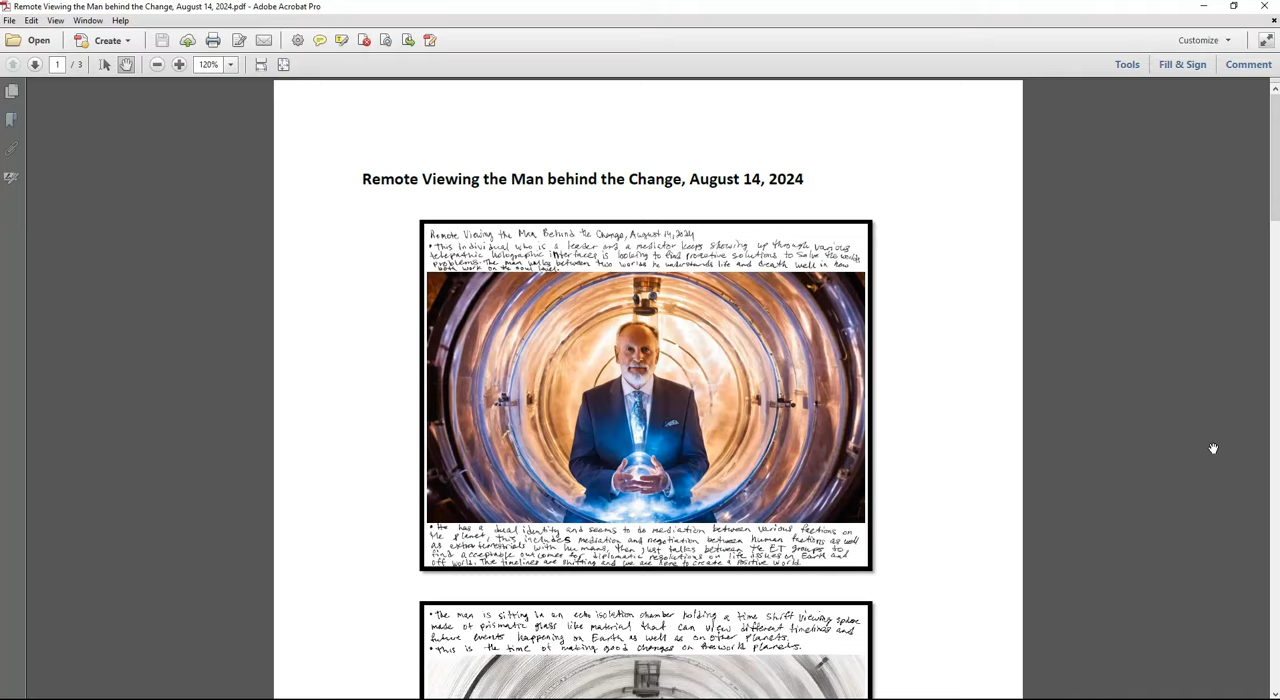 Remote Viewing the Man behind the Change, August 14, 2024.pdf - Adobe Acrobat Pro
File Edit View Window Help
Open Create Customize
1 / 3 120% Tools Fill & Sign Comment
Remote Viewing the Man behind the Change, August 14, 2024
Remote Viewing the Man Behind the Change, August 14, 2024
• This Individual who is a leader and a mediator keeps showing up through various
telepathic holographic interfaces is looking to find proactive solutions to solve the worlds
problems. The man walks between two worlds he understands life and death well in how
both work on the soul level.
• He has a dual identity and seems to do mediation between various factions on
the planet, this includes mediation and negotiation between human factions as well
as extraterrestrials with humans, then just talks between the ET groups to
find acceptable outcomes for diplomatic resolutions on life issues on Earth and
off world. The timelines are shifting and we are here to create a positive world.
• The man is sitting in an echo isolation chamber holding a time shift viewing sphere
made of prismatic glass like material that can view different timelines and
future events happening on Earth as well as on other planets.
• This is the time of making good changes on the world planets.